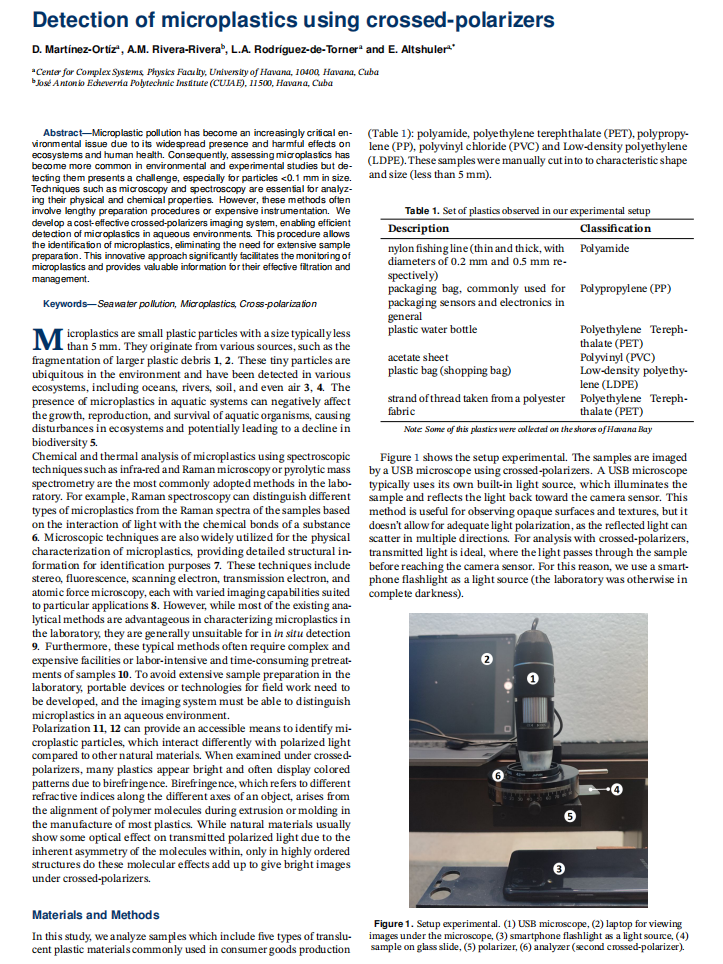 Detection of microplastics using crossed-polarizers
D. Martínez-Ortízᵃ, A.M. Rivera-Riveraᵇ, L.A. Rodríguez-de-Tornerᵃ and E. Altshulerᵃ,*
ᵃCenter for Complex Systems, Physics Faculty, University of Havana, 10400, Havana, Cuba
ᵇJosé Antonio Echeverría Polytechnic Institute (CUJAE), 11500, Havana, Cuba
Abstract—Microplastic pollution has become an increasingly critical en-
vironmental issue due to its widespread presence and harmful effects on
ecosystems and human health. Consequently, assessing microplastics has
become more common in environmental and experimental studies but de-
tecting them presents a challenge, especially for particles <0.1 mm in size.
Techniques such as microscopy and spectroscopy are essential for analyz-
ing their physical and chemical properties. However, these methods often
involve lengthy preparation procedures or expensive instrumentation. We
develop a cost-effective crossed-polarizers imaging system, enabling efficient
detection of microplastics in aqueous environments. This procedure allows
the identification of microplastics, eliminating the need for extensive sample
preparation. This innovative approach significantly facilitates the monitoring of
microplastics and provides valuable information for their effective filtration and
management.
Keywords—Seawater pollution, Microplastics, Cross-polarization
Microplastics are small plastic particles with a size typically less
than 5 mm. They originate from various sources, such as the
fragmentation of larger plastic debris 1, 2. These tiny particles are
ubiquitous in the environment and have been detected in various
ecosystems, including oceans, rivers, soil, and even air 3, 4. The
presence of microplastics in aquatic systems can negatively affect
the growth, reproduction, and survival of aquatic organisms, causing
disturbances in ecosystems and potentially leading to a decline in
biodiversity 5.
Chemical and thermal analysis of microplastics using spectroscopic
techniques such as infra-red and Raman microscopy or pyrolytic mass
spectrometry are the most commonly adopted methods in the labo-
ratory. For example, Raman spectroscopy can distinguish different
types of microplastics from the Raman spectra of the samples based
on the interaction of light with the chemical bonds of a substance
6. Microscopic techniques are also widely utilized for the physical
characterization of microplastics, providing detailed structural in-
formation for identification purposes 7. These techniques include
stereo, fluorescence, scanning electron, transmission electron, and
atomic force microscopy, each with varied imaging capabilities suited
to particular applications 8. However, while most of the existing ana-
lytical methods are advantageous in characterizing microplastics in
the laboratory, they are generally unsuitable for in in situ detection
9. Furthermore, these typical methods often require complex and
expensive facilities or labor-intensive and time-consuming pretreat-
ments of samples 10. To avoid extensive sample preparation in the
laboratory, portable devices or technologies for field work need to
be developed, and the imaging system must be able to distinguish
microplastics in an aqueous environment.
Polarization 11, 12 can provide an accessible means to identify mi-
croplastic particles, which interact differently with polarized light
compared to other natural materials. When examined under crossed-
polarizers, many plastics appear bright and often display colored
patterns due to birefringence. Birefringence, which refers to different
refractive indices along the different axes of an object, arises from
the alignment of polymer molecules during extrusion or molding in
the manufacture of most plastics. While natural materials usually
show some optical effect on transmitted polarized light due to the
inherent asymmetry of the molecules within, only in highly ordered
structures do these molecular effects add up to give bright images
under crossed-polarizers.
Materials and Methods
In this study, we analyze samples which include five types of translu-
cent plastic materials commonly used in consumer goods production
(Table 1): polyamide, polyethylene terephthalate (PET), polypropy-
lene (PP), polyvinyl chloride (PVC) and Low-density polyethylene
(LDPE). These samples were manually cut into to characteristic shape
and size (less than 5 mm).
Table 1. Set of plastics observed in our experimental setup
Description Classification
nylon fishing line (thin and thick, with Polyamide
diameters of 0.2 mm and 0.5 mm re-
spectively)
packaging bag, commonly used for Polypropylene (PP)
packaging sensors and electronics in
general
plastic water bottle Polyethylene Tereph-
thalate (PET)
acetate sheet Polyvinyl (PVC)
plastic bag (shopping bag) Low-density polyethy-
lene (LDPE)
strand of thread taken from a polyester Polyethylene Tereph-
fabric thalate (PET)
Note: Some of this plastics were collected on the shores of Havana Bay
Figure 1 shows the setup experimental. The samples are imaged
by a USB microscope using crossed-polarizers. A USB microscope
typically uses its own built-in light source, which illuminates the
sample and reflects the light back toward the camera sensor. This
method is useful for observing opaque surfaces and textures, but it
doesn't allow for adequate light polarization, as the reflected light can
scatter in multiple directions. For analysis with crossed-polarizers,
transmitted light is ideal, where the light passes through the sample
before reaching the camera sensor. For this reason, we use a smart-
phone flashlight as a light source (the laboratory was otherwise in
complete darkness).
2
1
6
4
5
3
Figure 1. Setup experimental. (1) USB microscope, (2) laptop for viewing
images under the microscope, (3) smartphone flashlight as a light source, (4)
sample on glass slide, (5) polarizer, (6) analyzer (second crossed-polarizer).